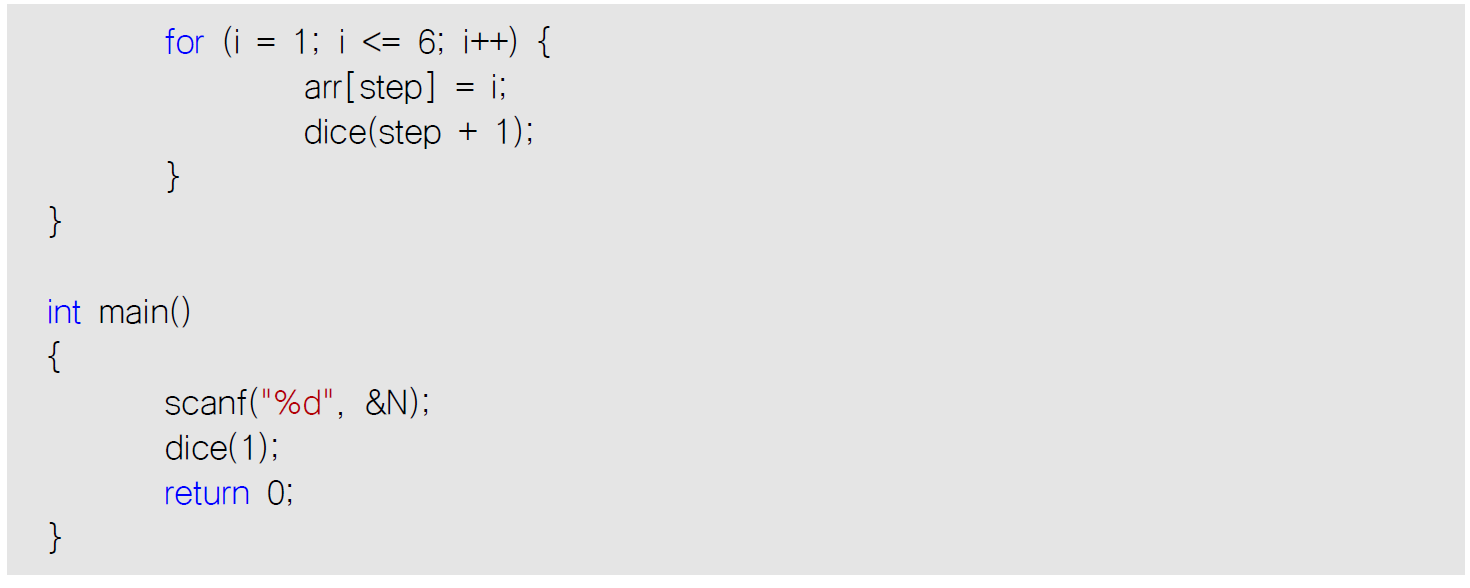 for (i = 1; i <= 6; i++) {
arr[step] = i;
dice(step + 1);
}
}
int main()
{
scanf("%d", &N);
dice(1);
return 0;
}